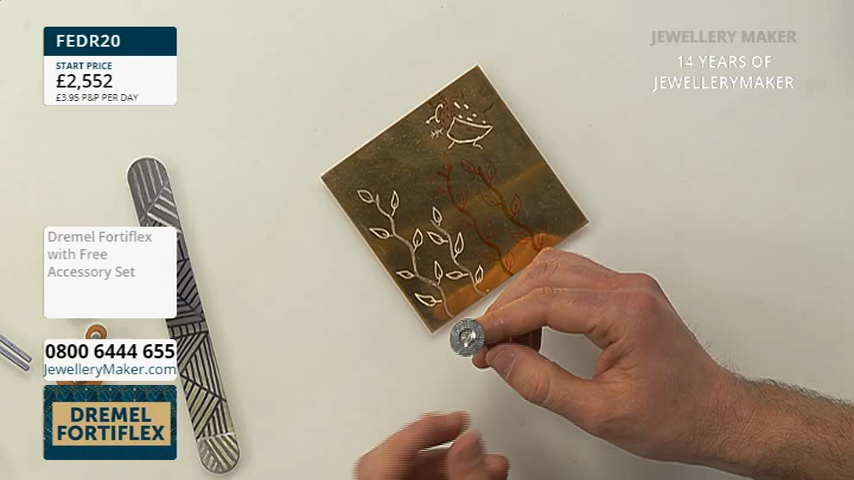 FEDR20
START PRICE
£2,552
£3.95 P&P PER DAY
JEWELLERY MAKER
14 YEARS OF
JEWELLERYMAKER
Dremel Fortiflex
with Free
Accessory Set
0800 6444 655
JewelleryMaker.com
DREMEL
FORTIFLEX